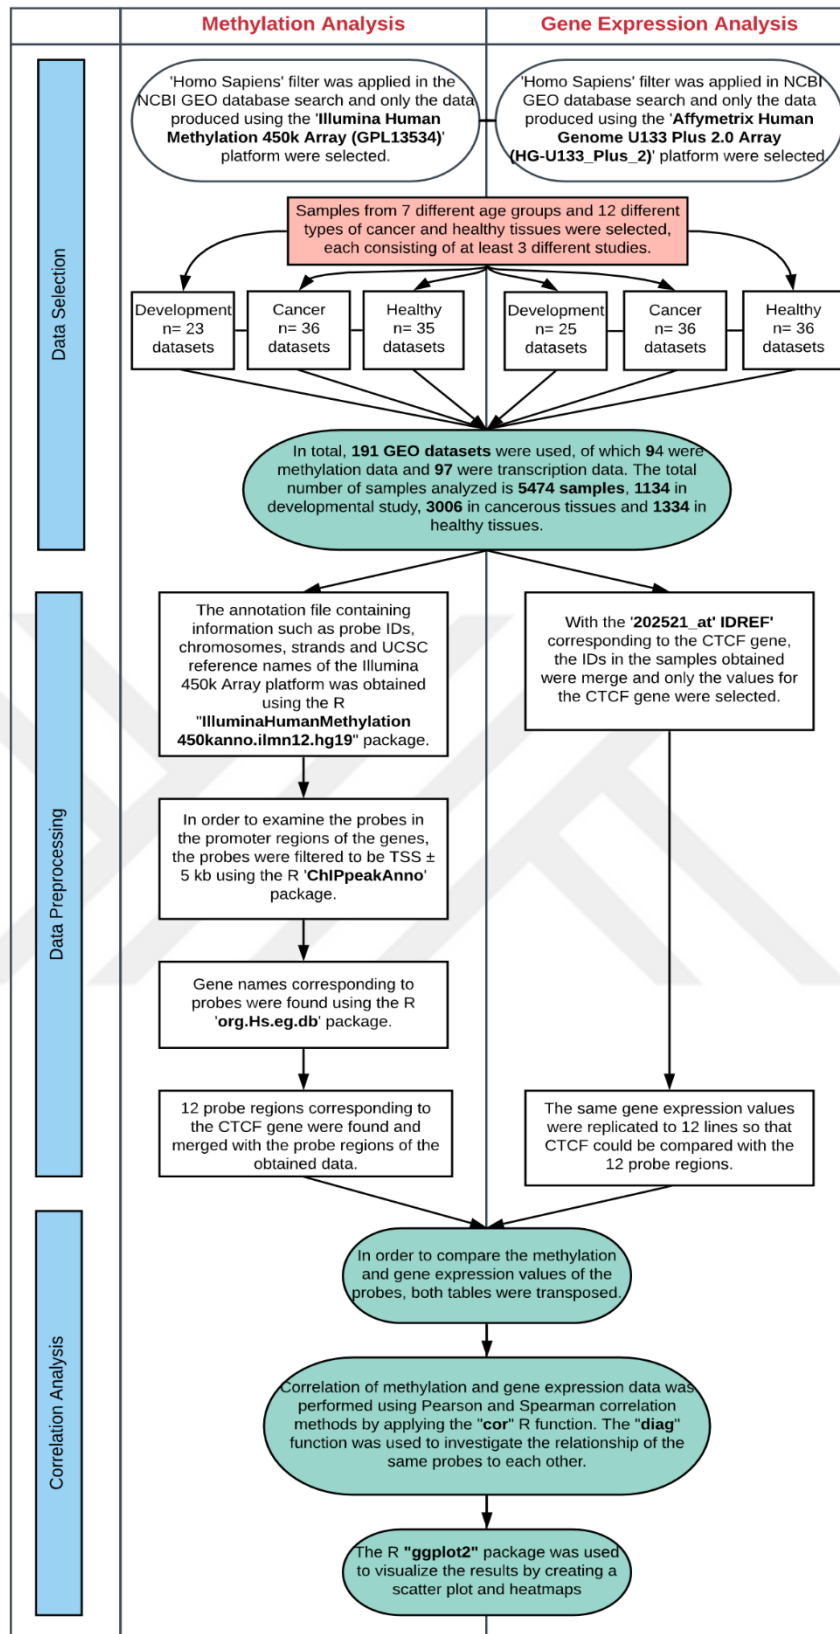 Methylation Analysis
Gene Expression Analysis
Data Selection
'Homo Sapiens' filter was applied in the
NCBI GEO database search and only the data
produced using the 'Illumina Human
Methylation 450k Array (GPL13534)'
platform were selected.
'Homo Sapiens' filter was applied in NCBI
GEO database search and only the data
produced using the 'Affymetrix Human
Genome U133 Plus 2.0 Array
(HG-U133_Plus_2)' platform were selected.
Samples from 7 different age groups and 12 different
types of cancer and healthy tissues were selected,
each consisting of at least 3 different studies.
Development
n= 23
datasets
Cancer
n= 36
datasets
Healthy
n= 35
datasets
Development
n= 25
datasets
Cancer
n= 36
datasets
Healthy
n= 36
datasets
In total, 191 GEO datasets were used, of which 94 were
methylation data and 97 were transcription data. The total
number of samples analyzed is 5474 samples, 1134 in
developmental study, 3006 in cancerous tissues and 1334 in
healthy tissues.
Data Preprocessing
The annotation file containing
information such as probe IDs,
chromosomes, strands and UCSC
reference names of the Illumina
450k Array platform was obtained
using the R
"IlluminaHumanMethylation
450kanno.ilmn12.hg19" package.
With the '202521_at' IDREF'
corresponding to the CTCF gene,
the IDs in the samples obtained
were merge and only the values for
the CTCF gene were selected.
In order to examine the probes in
the promoter regions of the genes,
the probes were filtered to be TSS ±
5 kb using the R 'ChIPpeakAnno'
package.
Gene names corresponding to
probes were found using the R
'org.Hs.eg.db' package.
12 probe regions corresponding to
the CTCF gene were found and
merged with the probe regions of the
obtained data.
The same gene expression values
were replicated to 12 lines so that
CTCF could be compared with the
12 probe regions.
Correlation Analysis
In order to compare the methylation
and gene expression values of the
probes, both tables were transposed.
Correlation of methylation and gene expression data was
performed using Pearson and Spearman correlation
methods by applying the "cor" R function. The "diag"
function was used to investigate the relationship of the
same probes to each other.
The R "ggplot2" package was used
to visualize the results by creating a
scatter plot and heatmaps